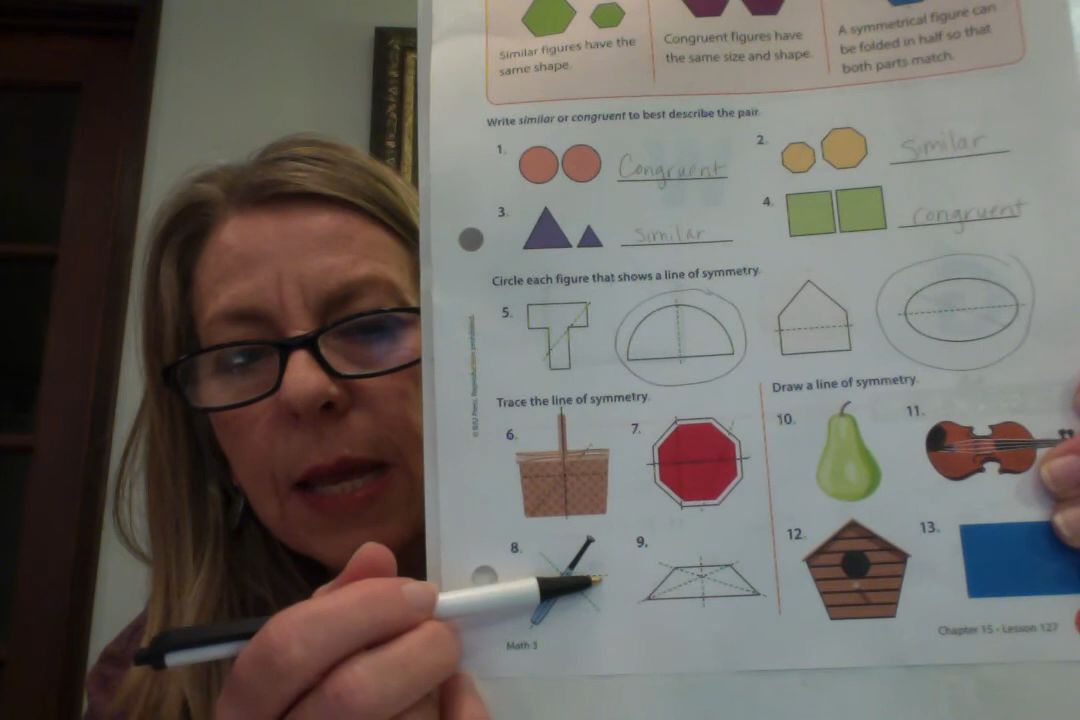 Similar figures have the
same shape.
Congruent figures have
the same size and shape.
A symmetrical figure can
be folded in half so that
both parts match.
Write similar or congruent to best describe the pair.
1. Congruent
2. Similar
3. similar
4. congruent
Circle each figure that shows a line of symmetry.
5.
Trace the line of symmetry.
6.
7.
8.
9.
Draw a line of symmetry.
10.
11.
12.
13.
Math 3
Chapter 15 • Lesson 127